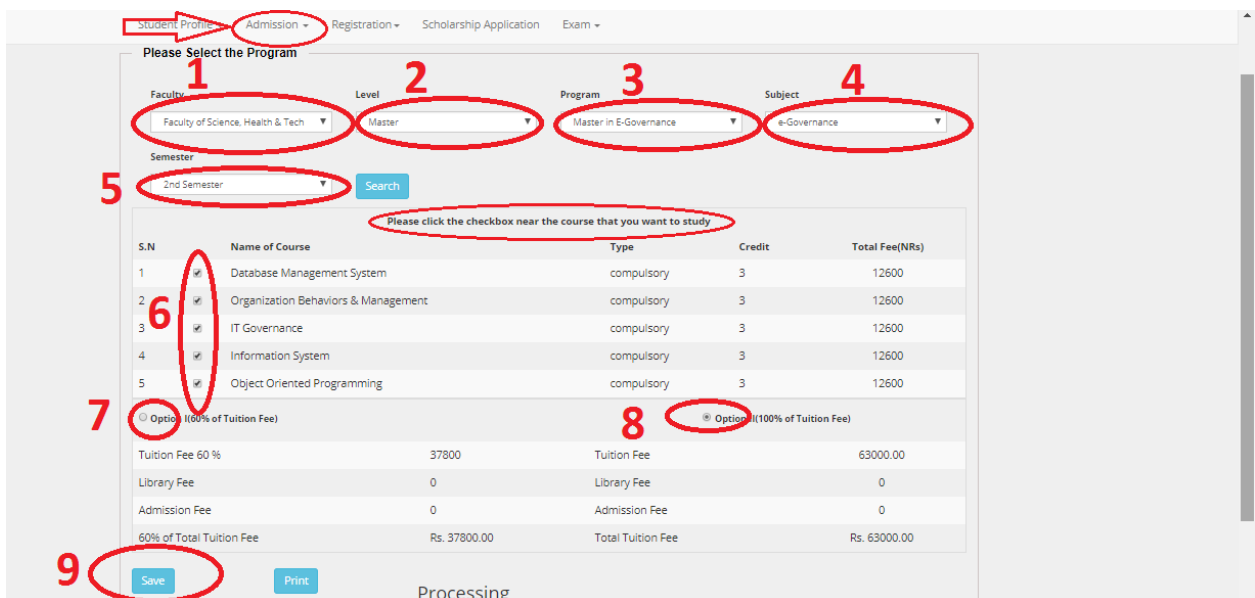 Student Profile Admission Registration Scholarship Application Exam
Please Select the Program
1 2 3 4
Faculty Level Program Subject
Faculty of Science, Health & Tech Master Master in E-Governance e-Governance
Semester
5 2nd Semester Search
Please click the checkbox near the course that you want to study
S.N Name of Course Type Credit Total Fee(NRs)
1 Database Management System compulsory 3 12600
2 Organization Behaviors & Management compulsory 3 12600
6
3 IT Governance compulsory 3 12600
4 Information System compulsory 3 12600
5 Object Oriented Programming compulsory 3 12600
7 Option I(60% of Tuition Fee) 8 Option I(100% of Tuition Fee)
Tuition Fee 60 % 37800 Tuition Fee 63000.00
Library Fee 0 Library Fee 0
Admission Fee 0 Admission Fee 0
60% of Total Tuition Fee Rs. 37800.00 Total Tuition Fee Rs. 63000.00
9 Save Print Processing